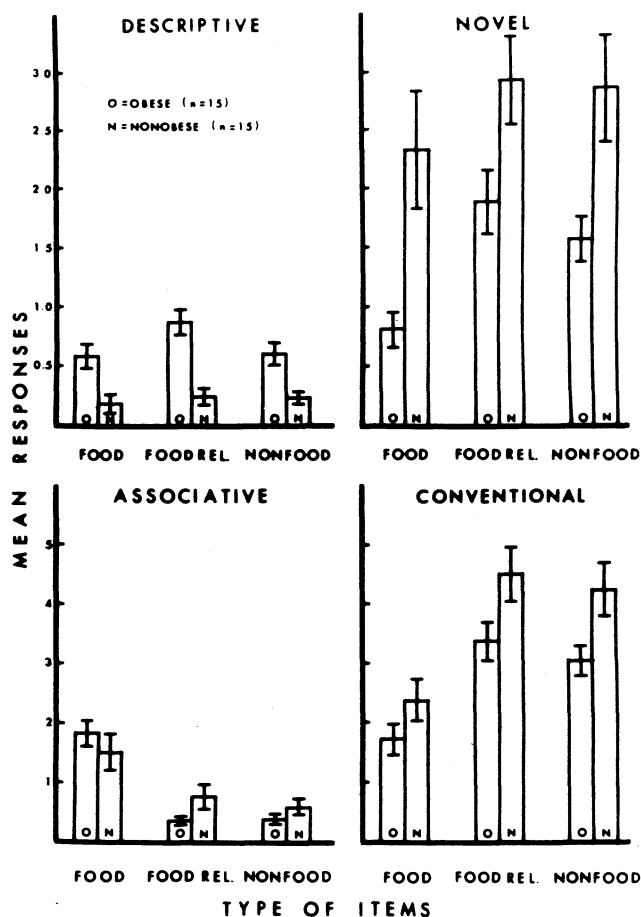 DESCRIPTIVE
NOVEL
O = OBESE (n=15)
N = NONOBESE (n=15)
3.0
2.5
2.0
1.5
1.0
0.5
O N O N O N
O N O N O N
FOOD FOOD REL. NONFOOD
FOOD FOOD REL. NONFOOD
MEAN RESPONSES
ASSOCIATIVE
CONVENTIONAL
5
4
3
2
1
O N O N O N
O N O N O N
FOOD FOOD REL. NONFOOD
FOOD FOOD REL. NONFOOD
TYPE OF ITEMS